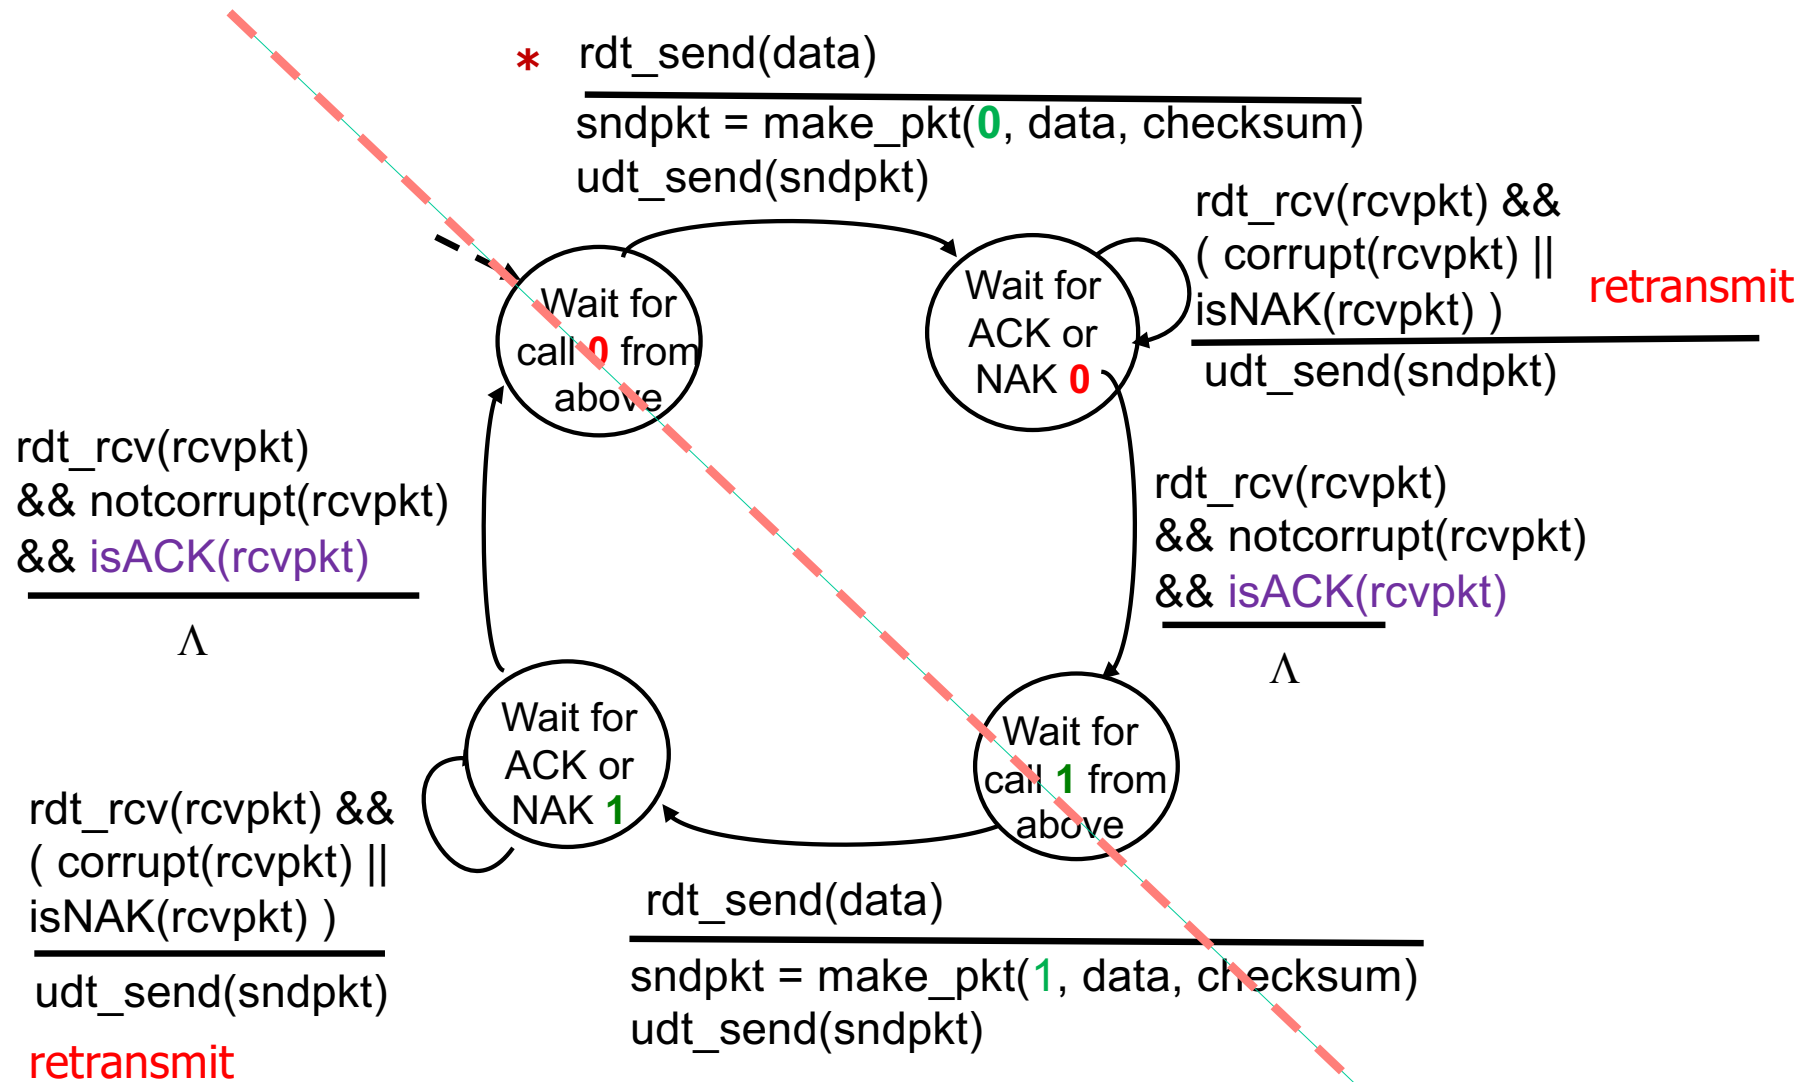 * rdt_send(data)
sndpkt = make_pkt(0, data, checksum)
udt_send(sndpkt)
rdt_rcv(rcvpkt) &&
( corrupt(rcvpkt) ||
isNAK(rcvpkt) )
retransmit
udt_send(sndpkt)
Wait for
call 0 from
above
Wait for
ACK or
NAK 0
rdt_rcv(rcvpkt)
&& notcorrupt(rcvpkt)
&& isACK(rcvpkt)
Λ
rdt_rcv(rcvpkt)
&& notcorrupt(rcvpkt)
&& isACK(rcvpkt)
Λ
Wait for
ACK or
NAK 1
Wait for
call 1 from
above
rdt_rcv(rcvpkt) &&
( corrupt(rcvpkt) ||
isNAK(rcvpkt) )
udt_send(sndpkt)
retransmit
rdt_send(data)
sndpkt = make_pkt(1, data, checksum)
udt_send(sndpkt)